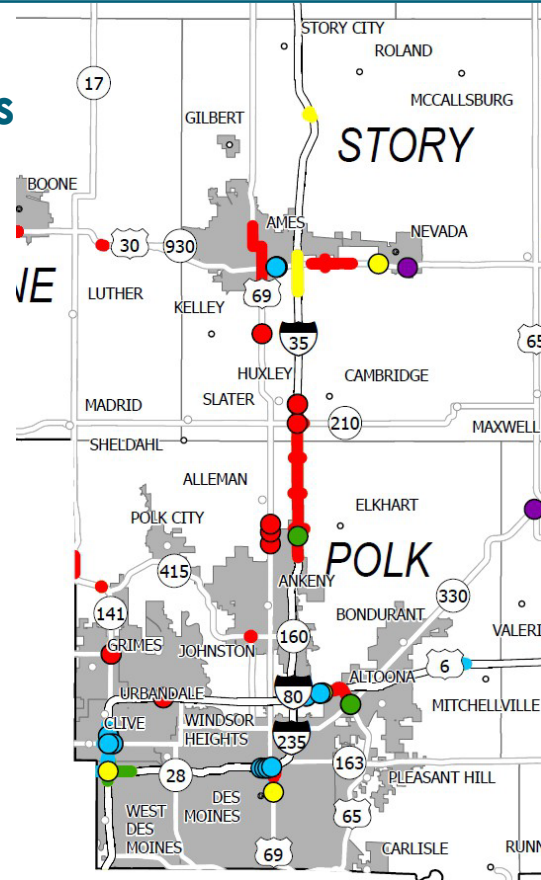 s
STORY CITY
ROLAND
17
MCCALLSBURG
GILBERT
STORY
BOONE
AMES
NEVADA
30
930
NE
LUTHER
69
KELLEY
35
65
HUXLEY
CAMBRIDGE
SLATER
MADRID
210
MAXWELL
SHELDAHL
ALLEMAN
ELKHART
POLK CITY
POLK
415
ANKENY
330
BONDURANT
141
160
VALERI
GRIMES
JOHNSTON
6
ALTOONA
80
URBANDALE
MITCHELLVILLE
CLIVE
WINDSOR
HEIGHTS
235
163
28
PLEASANT HILL
DES
MOINES
WEST
DES
MOINES
65
69
CARLISLE
RUNN